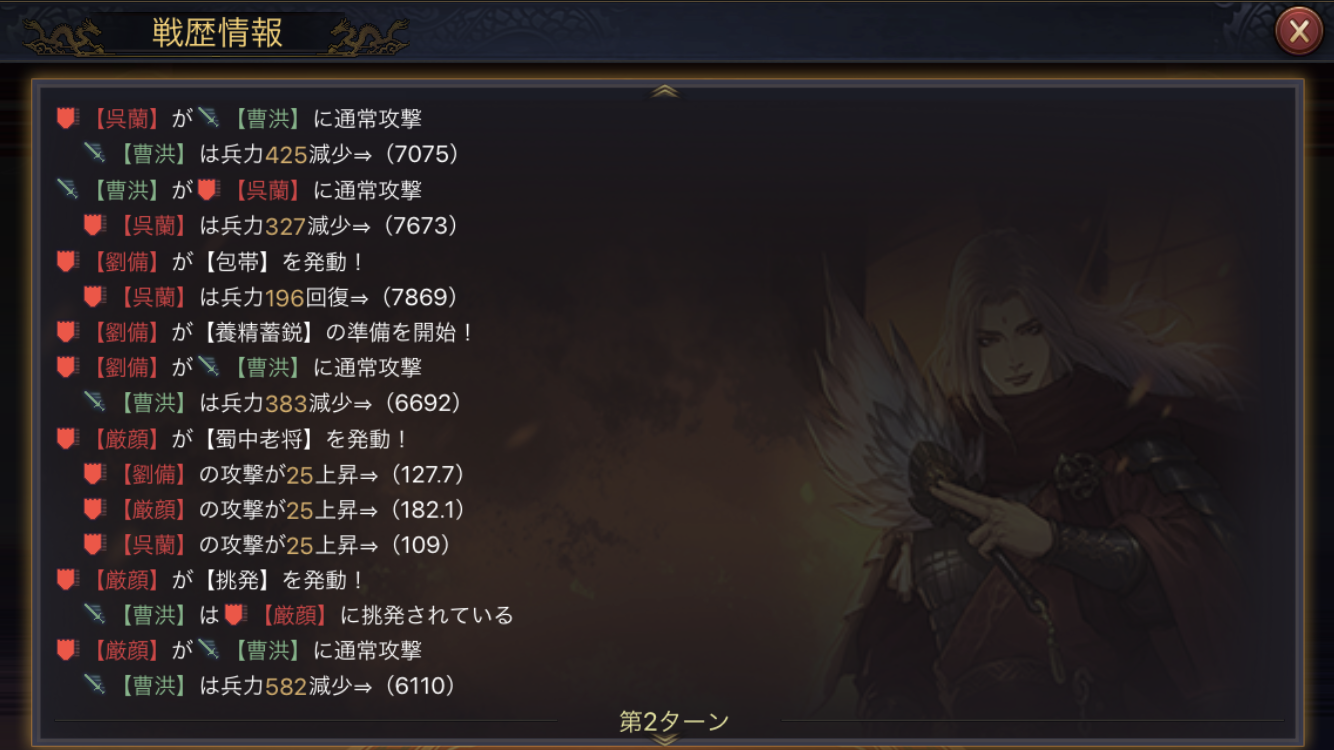 戦歴情報
【呉蘭】が【曹洪】に通常攻撃
【曹洪】は兵力425減少⇒（7075）
【曹洪】が【呉蘭】に通常攻撃
【呉蘭】は兵力327減少⇒（7673）
【劉備】が【包帯】を発動！
【呉蘭】は兵力196回復⇒（7869）
【劉備】が【養精蓄鋭】の準備を開始！
【劉備】が【曹洪】に通常攻撃
【曹洪】は兵力383減少⇒（6692）
【厳顔】が【蜀中老将】を発動！
【劉備】の攻撃が25上昇⇒（127.7）
【厳顔】の攻撃が25上昇⇒（182.1）
【呉蘭】の攻撃が25上昇⇒（109）
【厳顔】が【挑発】を発動！
【曹洪】は【厳顔】に挑発されている
【厳顔】が【曹洪】に通常攻撃
【曹洪】は兵力582減少⇒（6110）
第2ターン